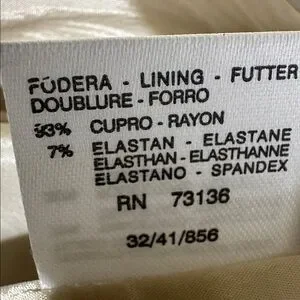 FODERA - LINING - FUTTER
DOUBLURE - FORRO
93% CUPRO - RAYON
7% ELASTAN - ELASTANE
ELASTHAN - ELASTHANNE
ELASTANO - SPANDEX
RN 73136
32/41/856